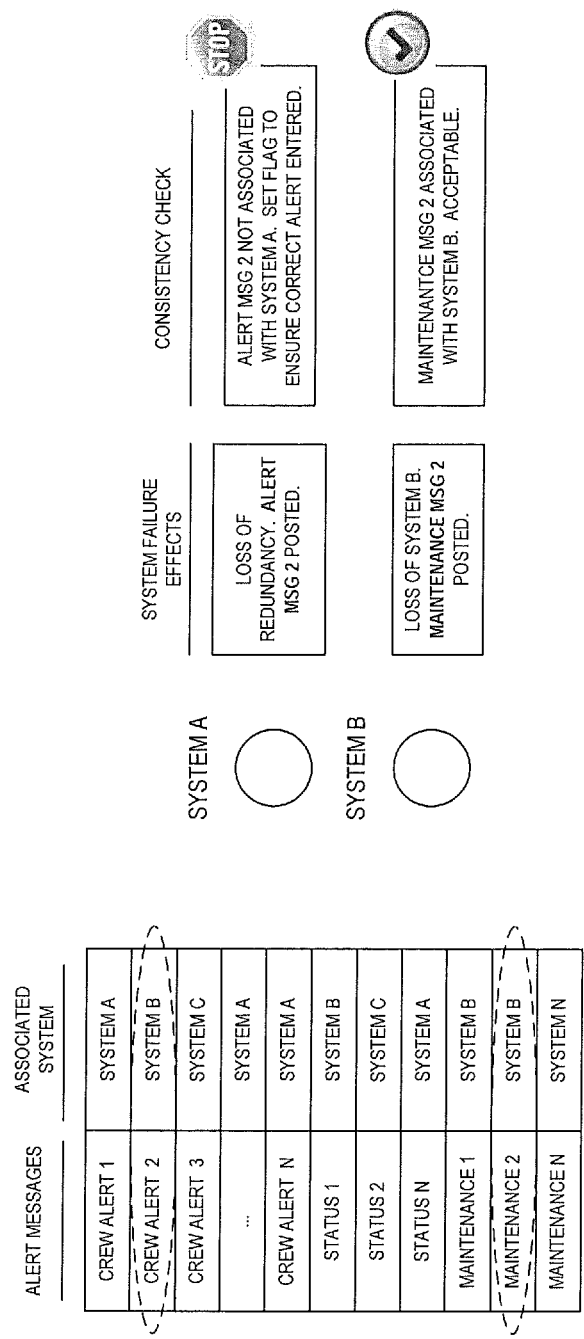 ALERT MESSAGES
ASSOCIATED
SYSTEM
CREW ALERT 1
SYSTEM A
CREW ALERT 2
SYSTEM B
CREW ALERT 3
SYSTEM C
...
SYSTEM A
CREW ALERT N
SYSTEM A
STATUS 1
SYSTEM B
STATUS 2
SYSTEM C
STATUS N
SYSTEM A
MAINTENANCE 1
SYSTEM B
MAINTENANCE 2
SYSTEM B
MAINTENANCE N
SYSTEM N
SYSTEM FAILURE
EFFECTS
CONSISTENCY CHECK
SYSTEM A
LOSS OF
REDUNDANCY. ALERT
MSG 2 POSTED.
ALERT MSG 2 NOT ASSOCIATED
WITH SYSTEM A. SET FLAG TO
ENSURE CORRECT ALERT ENTERED.
STOP
SYSTEM B
LOSS OF SYSTEM B.
MAINTENANCE MSG 2
POSTED.
MAINTENANTCE MSG 2 ASSOCIATED
WITH SYSTEM B. ACCEPTABLE.